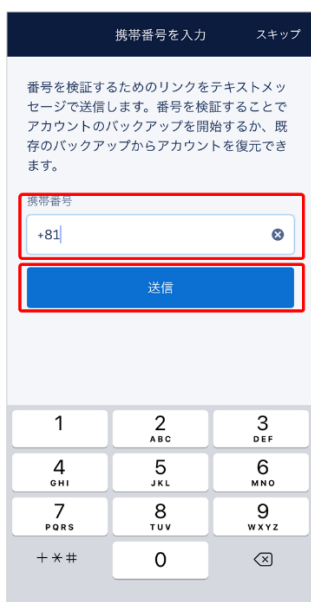 携帯番号を入力 スキップ
番号を検証するためのリンクをテキストメッ
セージで送信します。番号を検証することで
アカウントのバックアップを開始するか、既
存のバックアップからアカウントを復元でき
ます。
携帯番号
+81
送信
1 2 3
ABC DEF
4 5 6
GHI JKL MNO
7 8 9
PQRS TUV WXYZ
+*# 0